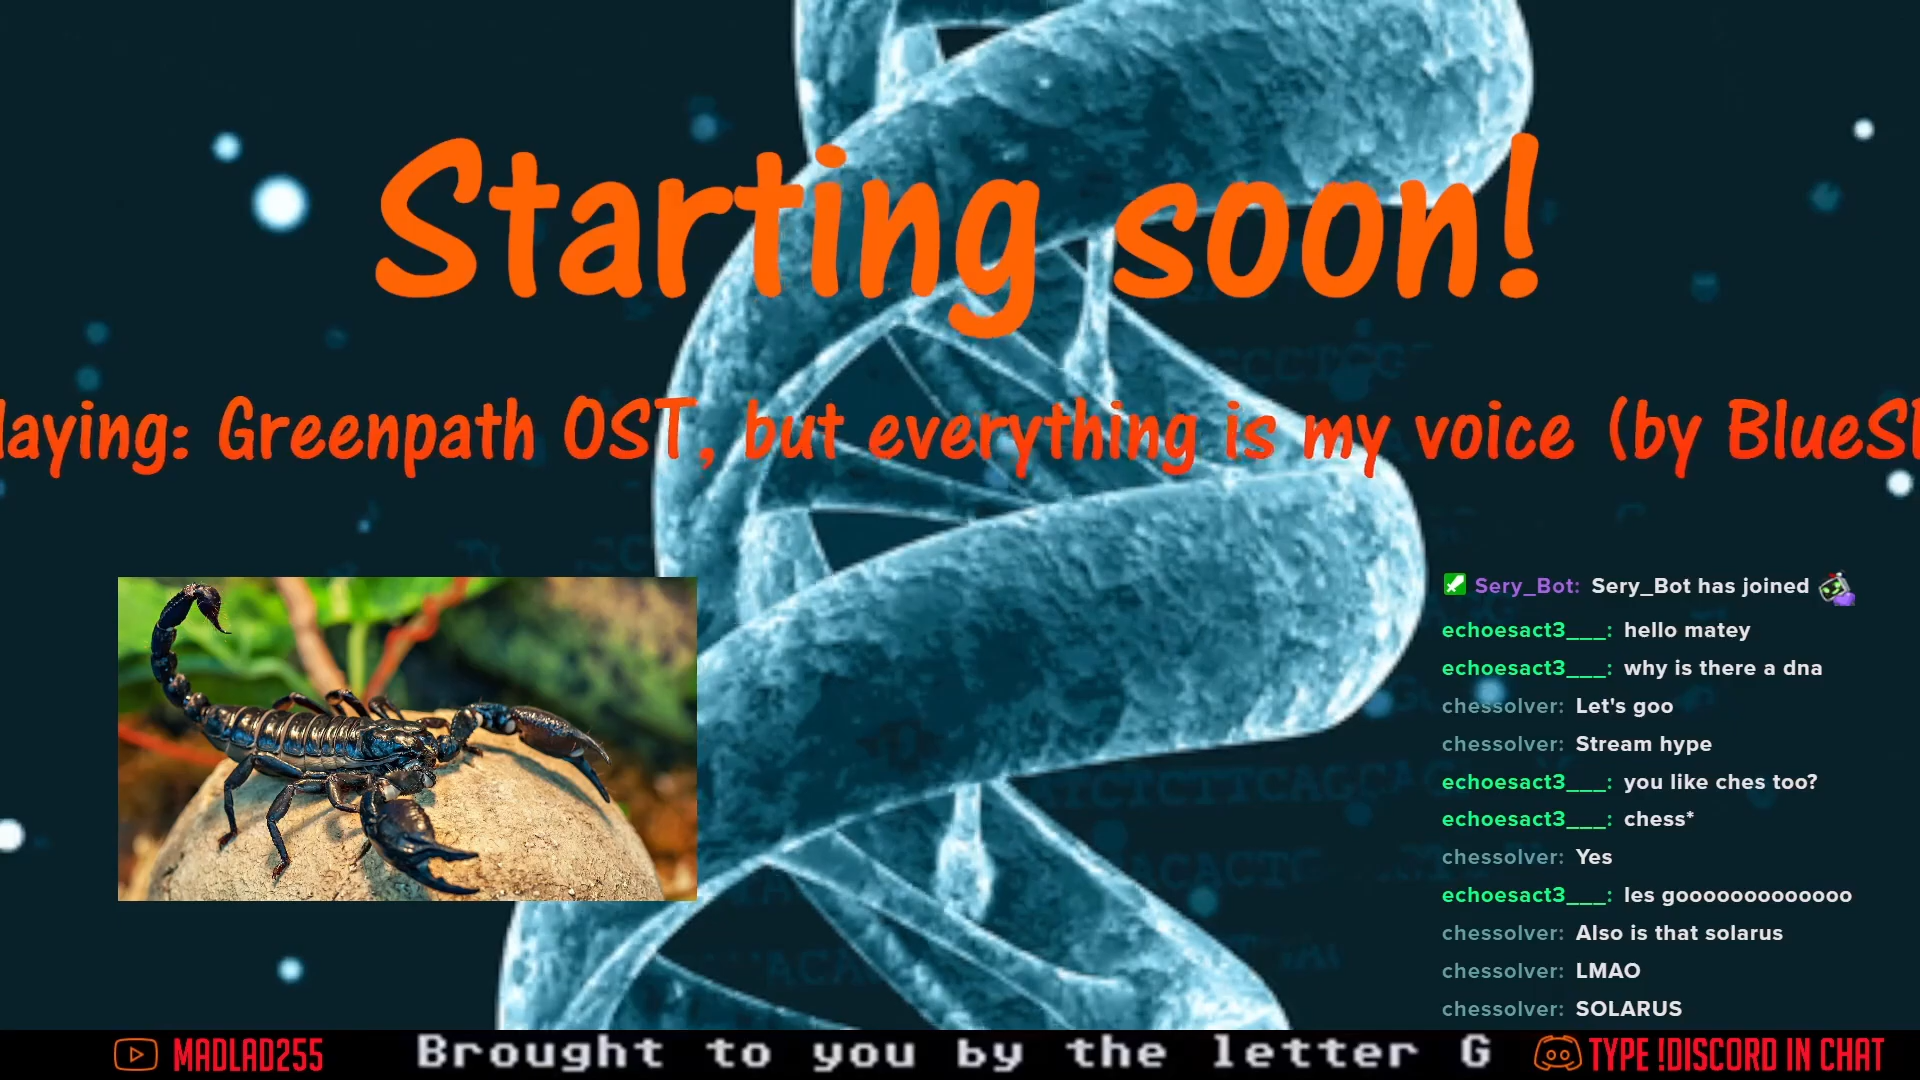 Starting soon!
laying: Greenpath OST, but everything is my voice (by BlueS
Sery_Bot: Sery_Bot has joined
echoesact3___: hello matey
echoesact3___: why is there a dna
chessolver: Let's goo
chessolver: Stream hype
echoesact3___: you like ches too?
echoesact3___: chess*
chessolver: Yes
echoesact3___: les gooooooooooooo
chessolver: Also is that solarus
chessolver: LMAO
chessolver: SOLARUS
MADLAD255
Brought to you by the letter G
TYPE !DISCORD IN CHAT